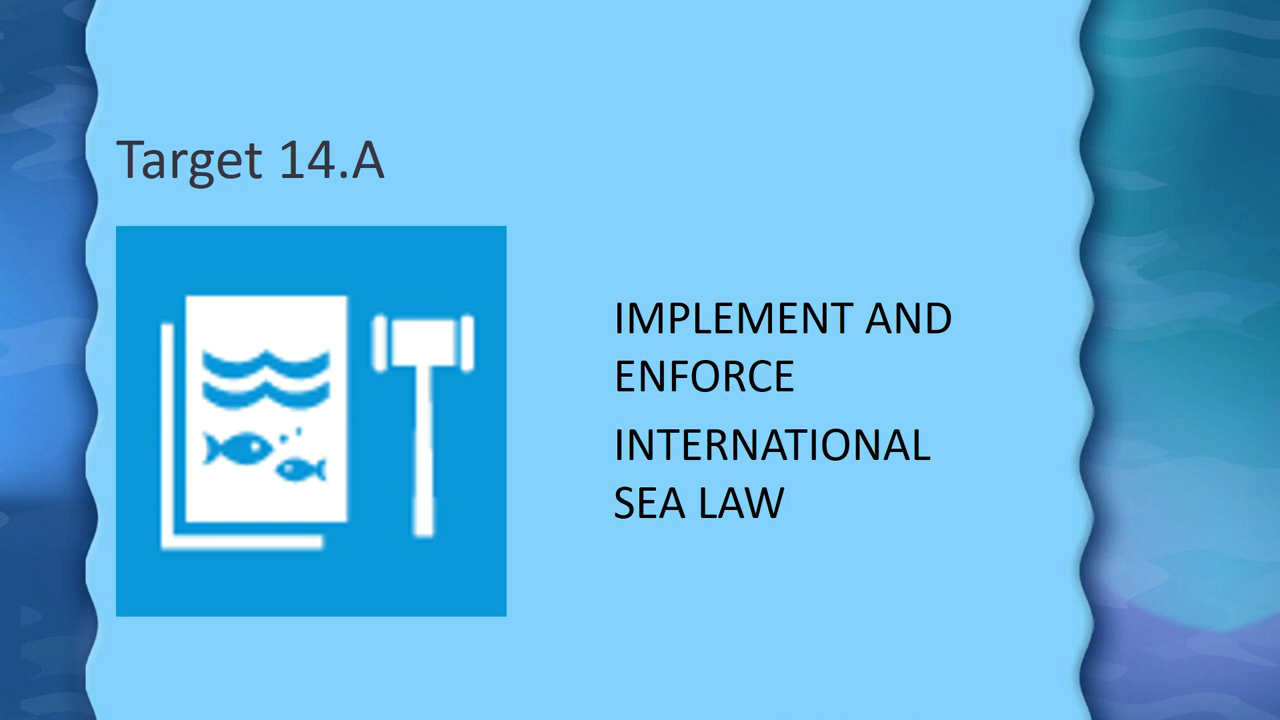 Target 14.A
IMPLEMENT AND
ENFORCE
INTERNATIONAL
SEA LAW